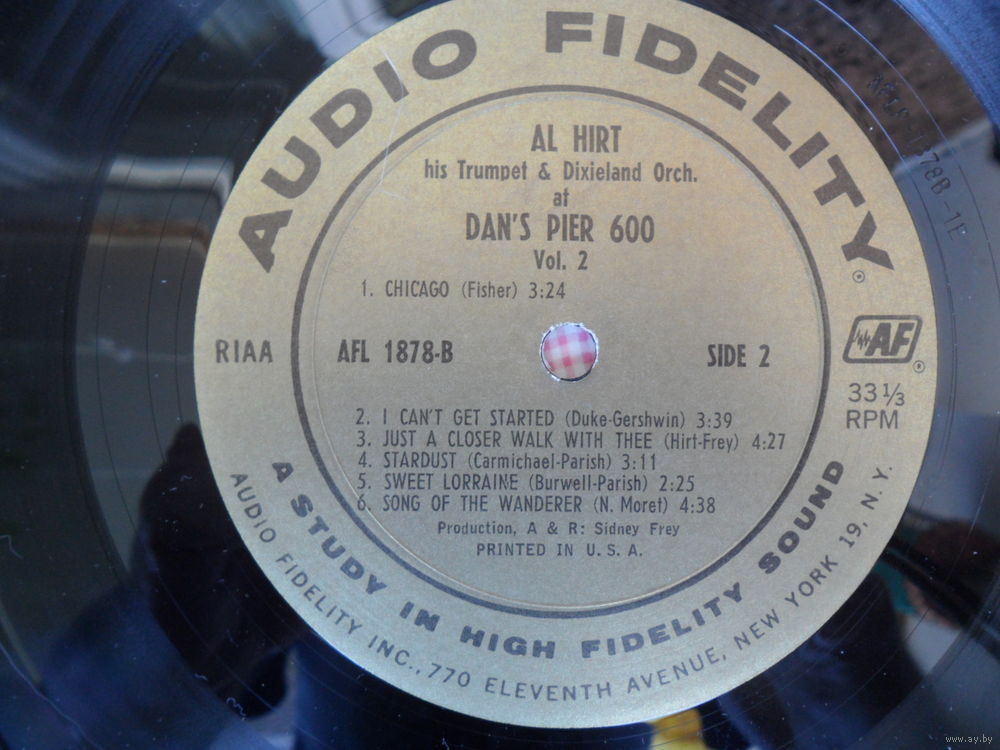 AUDIO FIDELITY ®
AL HIRT
his Trumpet & Dixieland Orch.
at
DAN'S PIER 600
Vol. 2
1. CHICAGO (Fisher) 3:24
RIAA
AFL 1878-B
SIDE 2
AF ®
33 1/3
RPM
2. I CAN'T GET STARTED (Duke-Gershwin) 3:39
3. JUST A CLOSER WALK WITH THEE (Hirt-Frey) 4:27
4. STARDUST (Carmichael-Parish) 3:11
5. SWEET LORRAINE (Burwell-Parish) 2:25
6. SONG OF THE WANDERER (N. Moret) 4:38
Production, A & R: Sidney Frey
PRINTED IN U. S. A.
A STUDY IN HIGH FIDELITY SOUND
AUDIO FIDELITY INC., 770 ELEVENTH AVENUE, NEW YORK 19, N. Y.
www.ay.by